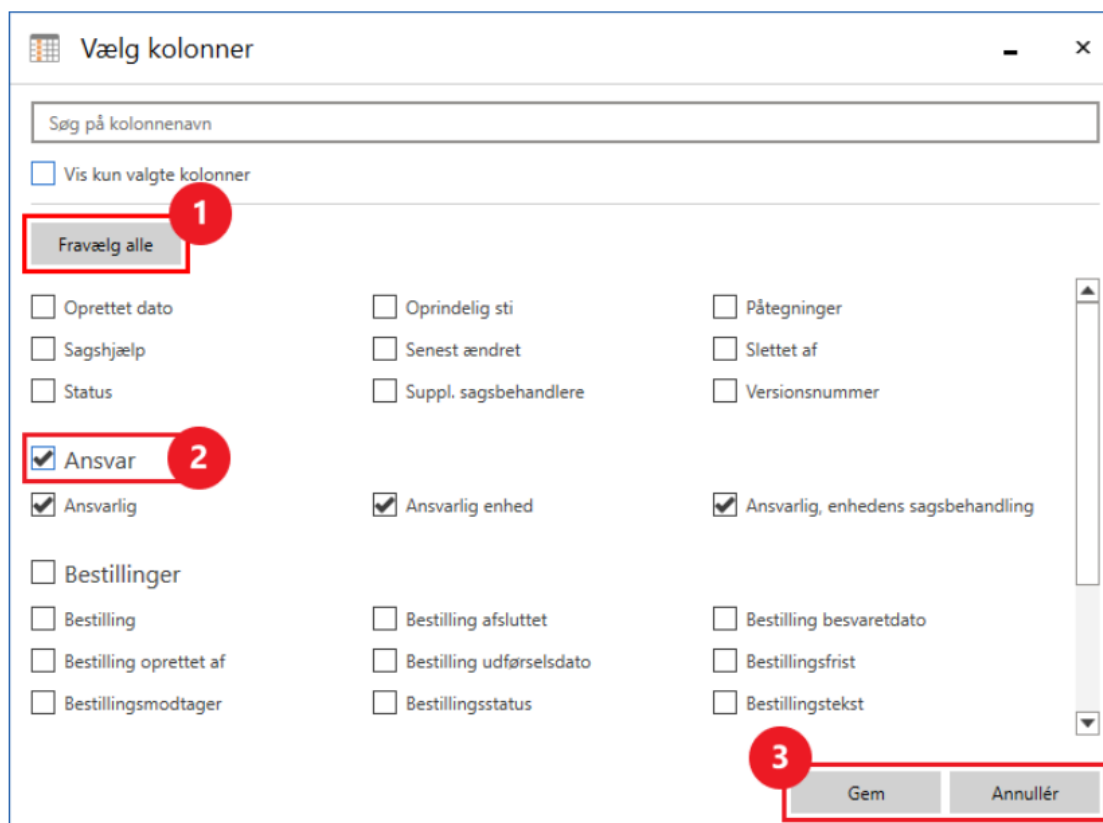 Vælg kolonner
Søg på kolonnenavn
Vis kun valgte kolonner
1
Fravælg alle
Oprettet dato Oprindelig sti Påtegninger
Sagshjælp Senest ændret Slettet af
Status Suppl. sagsbehandlere Versionsnummer
Ansvar 2
Ansvarlig Ansvarlig enhed Ansvarlig, enhedens sagsbehandling
Bestillinger
Bestilling Bestilling afsluttet Bestilling besvaretdato
Bestilling oprettet af Bestilling udførselsdato Bestillingsfrist
Bestillingsmodtager Bestillingsstatus Bestillingstekst
3
Gem Annullér